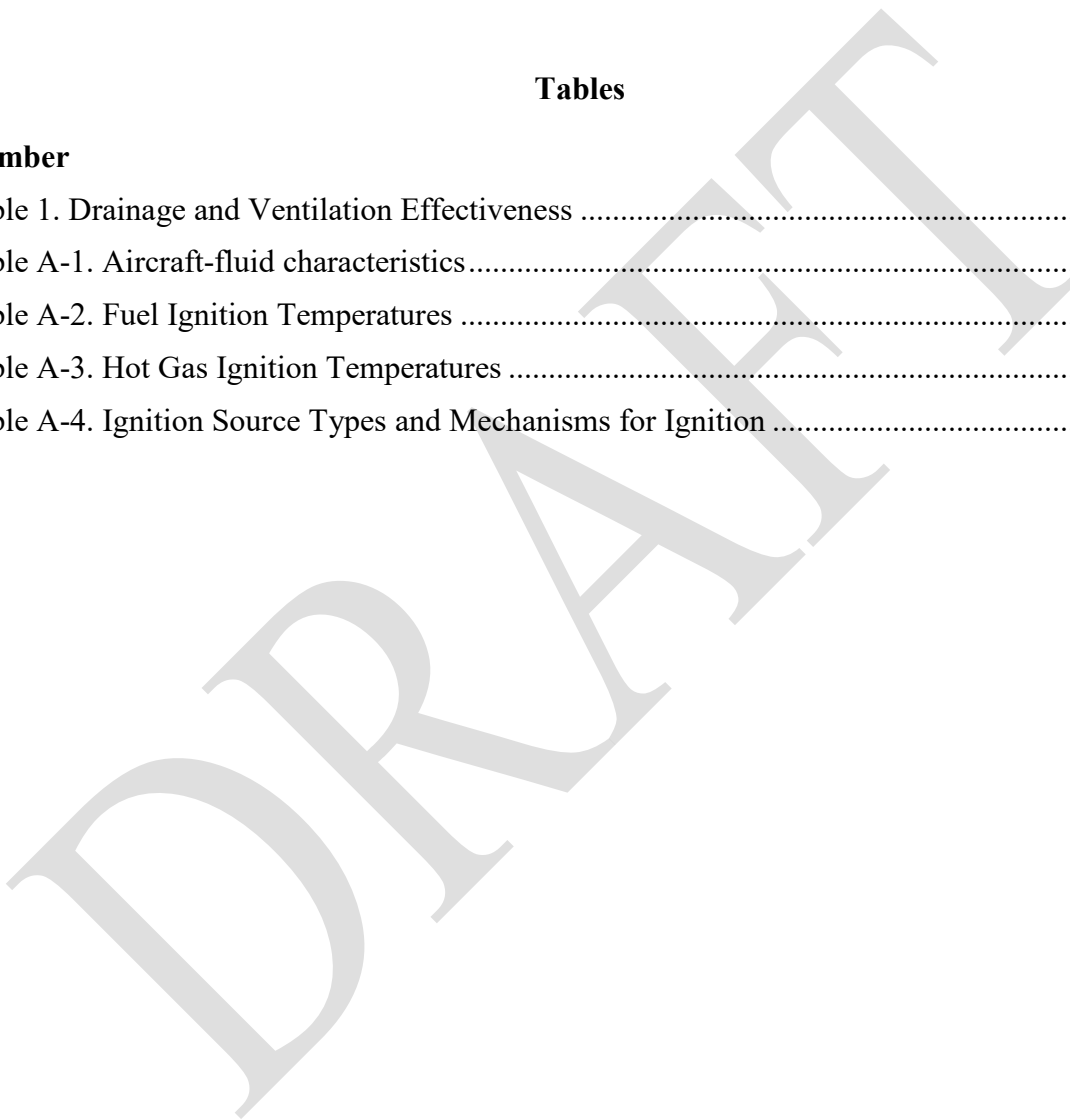 Tables
mber
ble 1. Drainage and Ventilation Effectiveness ............................................................
ble A-1. Aircraft-fluid characteristics...........................................................................
ble A-2. Fuel Ignition Temperatures ............................................................................
ble A-3. Hot Gas Ignition Temperatures ......................................................................
ble A-4. Ignition Source Types and Mechanisms for Ignition .....................................
DRAFT